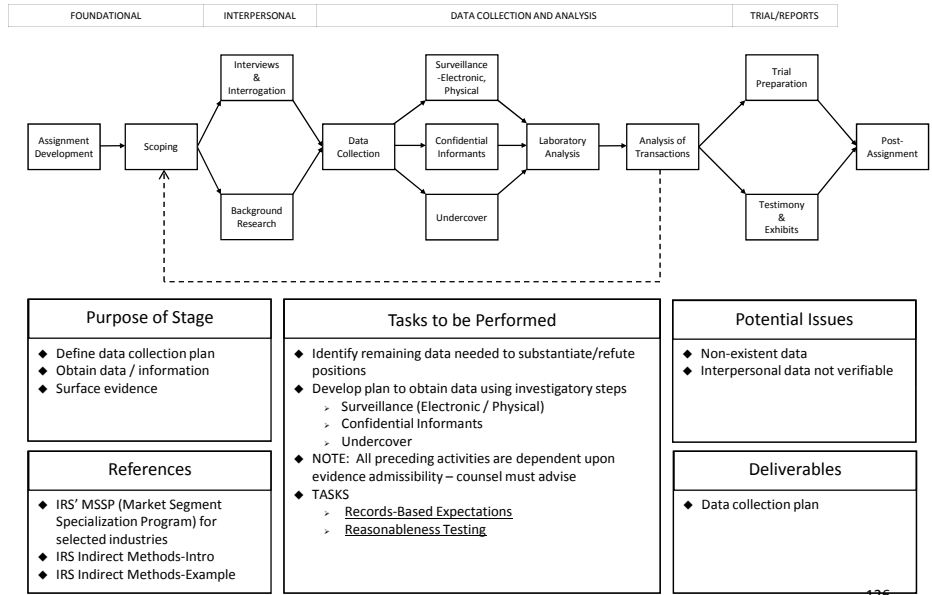 FOUNDATIONAL
INTERPERSONAL
DATA COLLECTION AND ANALYSIS
TRIAL/REPORTS
Assignment
Development
Scoping
Interviews
&
Interrogation
Background
Research
Data
Collection
Surveillance
-Electronic,
Physical
Confidential
Informants
Undercover
Laboratory
Analysis
Analysis of
Transactions
Trial
Preparation
Testimony
&
Exhibits
Post-
Assignment
Purpose of Stage
◆ Define data collection plan
◆ Obtain data / information
◆ Surface evidence
References
◆ IRS’ MSSP (Market Segment
Specialization Program) for
selected industries
◆ IRS Indirect Methods-Intro
◆ IRS Indirect Methods-Example
Tasks to be Performed
◆ Identify remaining data needed to substantiate/refute
positions
◆ Develop plan to obtain data using investigatory steps
➢ Surveillance (Electronic / Physical)
➢ Confidential Informants
➢ Undercover
◆ NOTE: All preceding activities are dependent upon
evidence admissibility – counsel must advise
◆ TASKS
➢ Records-Based Expectations
➢ Reasonableness Testing
Potential Issues
◆ Non-existent data
◆ Interpersonal data not verifiable
Deliverables
◆ Data collection plan